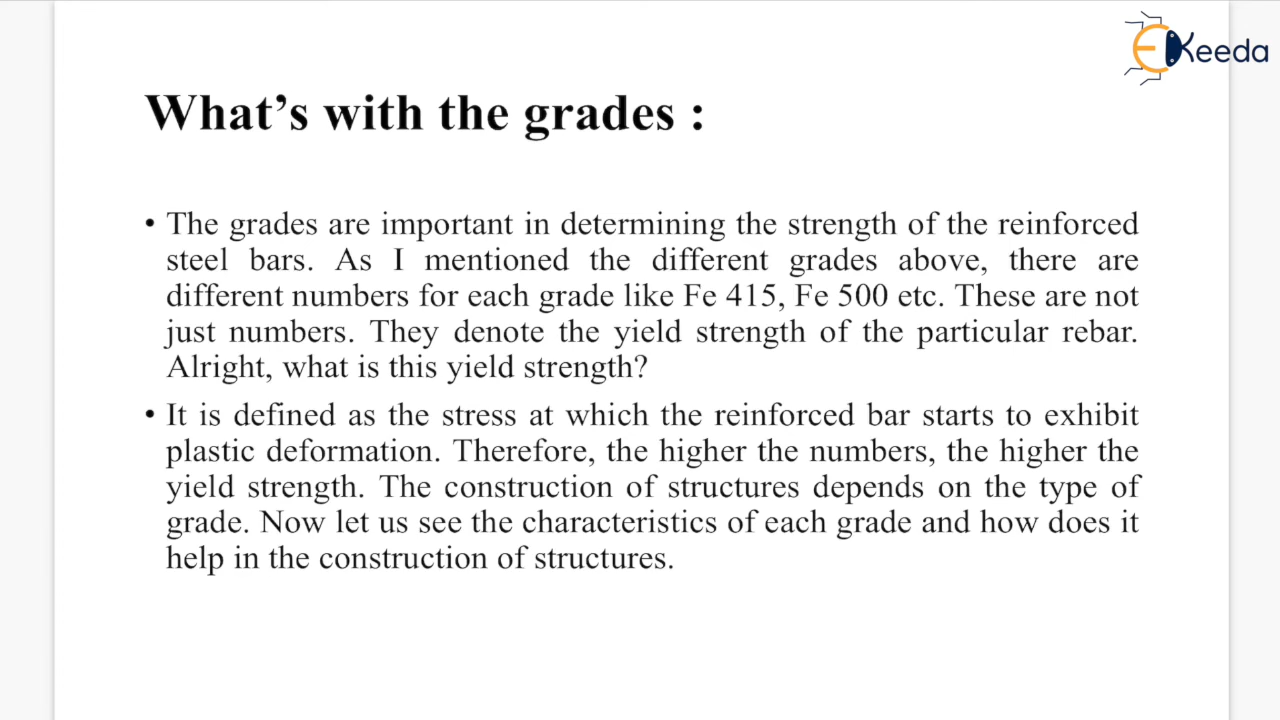 EKeeda
What’s with the grades :
• The grades are important in determining the strength of the reinforced
steel bars. As I mentioned the different grades above, there are
different numbers for each grade like Fe 415, Fe 500 etc. These are not
just numbers. They denote the yield strength of the particular rebar.
Alright, what is this yield strength?
• It is defined as the stress at which the reinforced bar starts to exhibit
plastic deformation. Therefore, the higher the numbers, the higher the
yield strength. The construction of structures depends on the type of
grade. Now let us see the characteristics of each grade and how does it
help in the construction of structures.